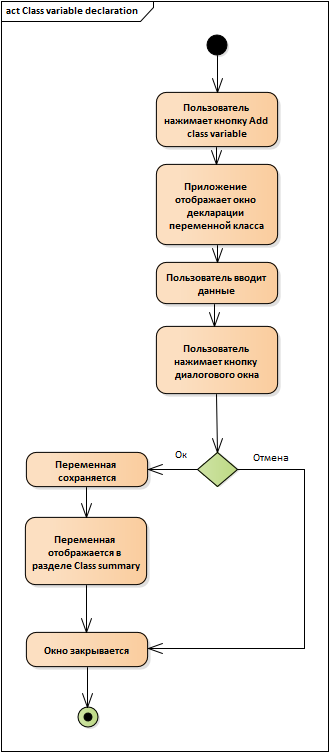 act Class variable declaration
Пользователь
нажимает кнопку Add
class variable
Приложение
отображает окно
декларации
переменной класса
Пользователь вводит
данные
Пользователь
нажимает кнопку
диалогового окна
Ок
Отмена
Переменная
сохраняется
Переменная
отображается в
разделе Class summary
Окно закрывается